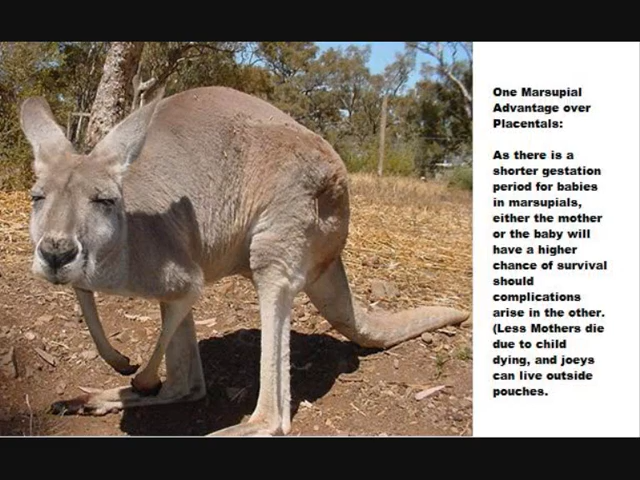 One Marsupial
Advantage over
Placentals:
As there is a
shorter gestation
period for babies
in marsupials,
either the mother
or the baby will
have a higher
chance of survival
should
complications
arise in the other.
(Less Mothers die
due to child
dying, and joeys
can live outside
pouches.